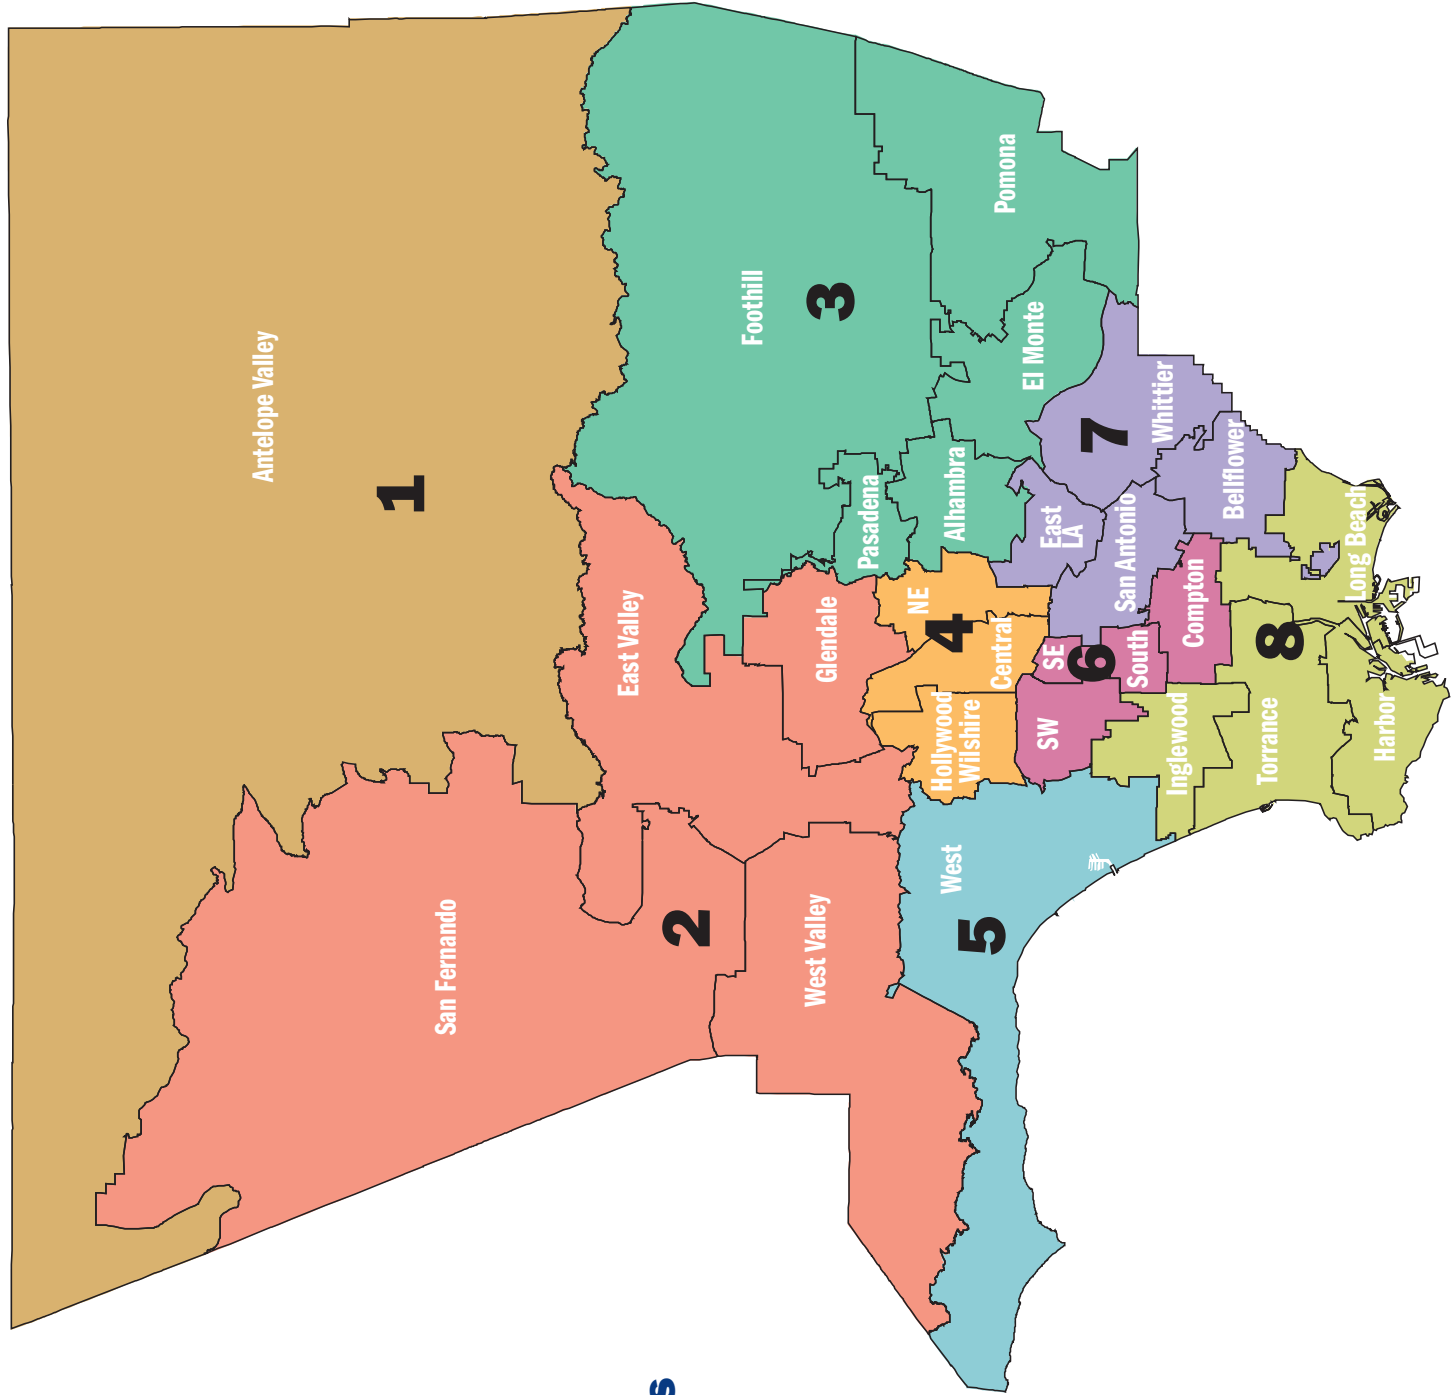 Antelope Valley
1
San Fernando
East Valley
2
West Valley
Glendale
Foothill
3
Pasadena
Alhambra
El Monte
Pomona
NE
4
Central
Hollywood
Wilshire
West
5
SE
6
SW
South
Compton
East
LA
7
San Antonio
Whittier
Bellflower
Inglewood
Torrance
8
Long Beach
Harbor
s